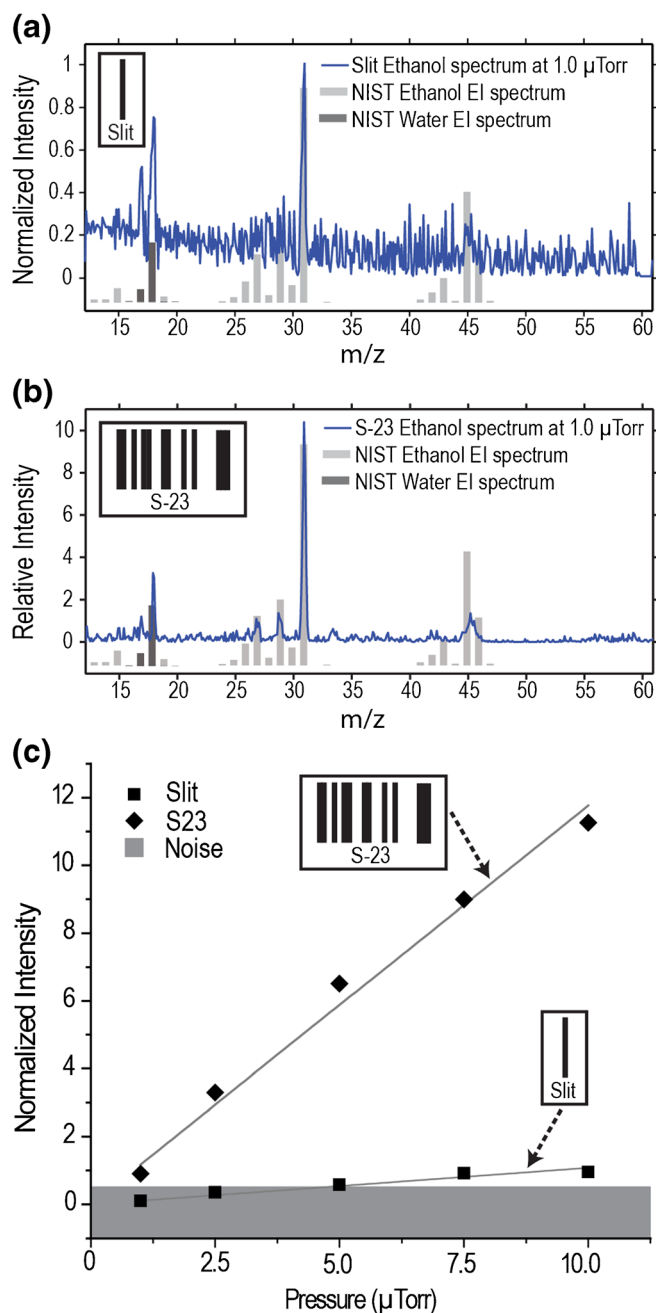 (a)
Slit Ethanol spectrum at 1.0 µTorr
NIST Ethanol EI spectrum
NIST Water EI spectrum
Slit
Normalized Intensity
1
0.8
0.6
0.4
0.2
0
15 20 25 30 35 40 45 50 55 60
m/z
(b)
S-23 Ethanol spectrum at 1.0 µTorr
NIST Ethanol EI spectrum
NIST Water EI spectrum
S-23
Relative Intensity
10
8
6
4
2
0
15 20 25 30 35 40 45 50 55 60
m/z
(c)
Slit
S23
Noise
S-23
Slit
Normalized Intensity
12
10
8
6
4
2
0
0 2.5 5.0 7.5 10.0
Pressure (µTorr)